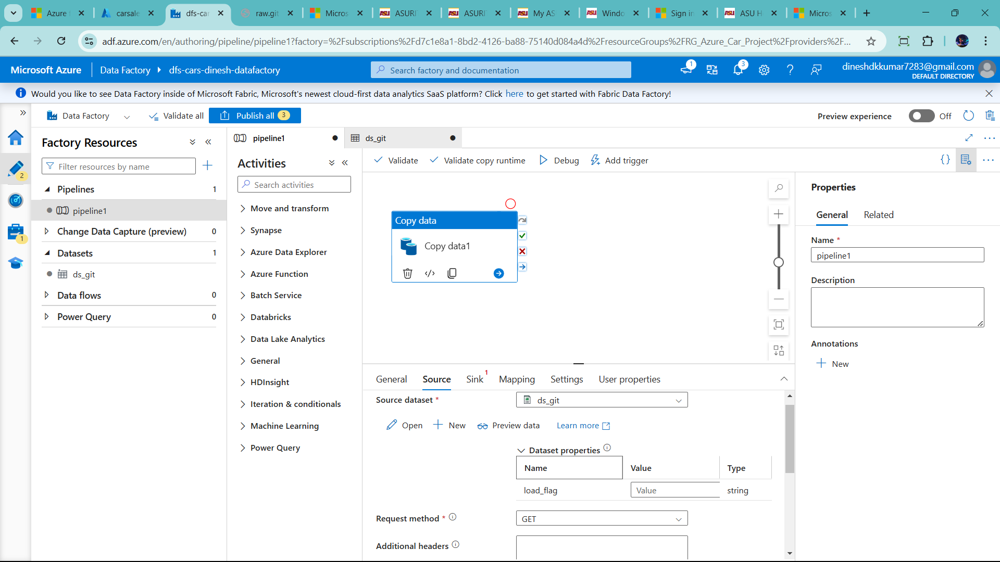 Azure
carsale
dfs-car
raw.git
Micros
ASURI
ASURI
My AS
Windo
Sign in
ASU H
Micros
adf.azure.com/en/authoring/pipeline/pipeline1?factory=%2Fsubscriptions%2Fd7c1e8a1-8bd2-4126-ba88-75140d084a4d%2FresourceGroups%2FRG_Azure_Car_Project%2Fproviders%2F...
Microsoft Azure
Data Factory
dfs-cars-dinesh-datafactory
Search factory and documentation
1
3
dineshdkkumar7283@gmail.com
DEFAULT DIRECTORY
Would you like to see Data Factory inside of Microsoft Fabric, Microsoft's newest cloud-first data analytics SaaS platform? Click here to get started with Fabric Data Factory!
Data Factory
Validate all
Publish all 3
Preview experience
Off
2
1
Factory Resources
Filter resources by name
Pipelines 1
pipeline1
Change Data Capture (preview) 0
Datasets 1
ds_git
Data flows 0
Power Query 0
pipeline1
ds_git
Activities
Search activities
Move and transform
Synapse
Azure Data Explorer
Azure Function
Batch Service
Databricks
Data Lake Analytics
General
HDInsight
Iteration & conditionals
Machine Learning
Power Query
Validate
Validate copy runtime
Debug
Add trigger
Copy data
Copy data1
General
Source
Sink 1
Mapping
Settings
User properties
Source dataset *
ds_git
Open
New
Preview data
Learn more
Dataset properties
Name Value Type
load_flag Value string
Request method *
GET
Additional headers
Properties
General
Related
Name *
pipeline1
Description
Annotations
New